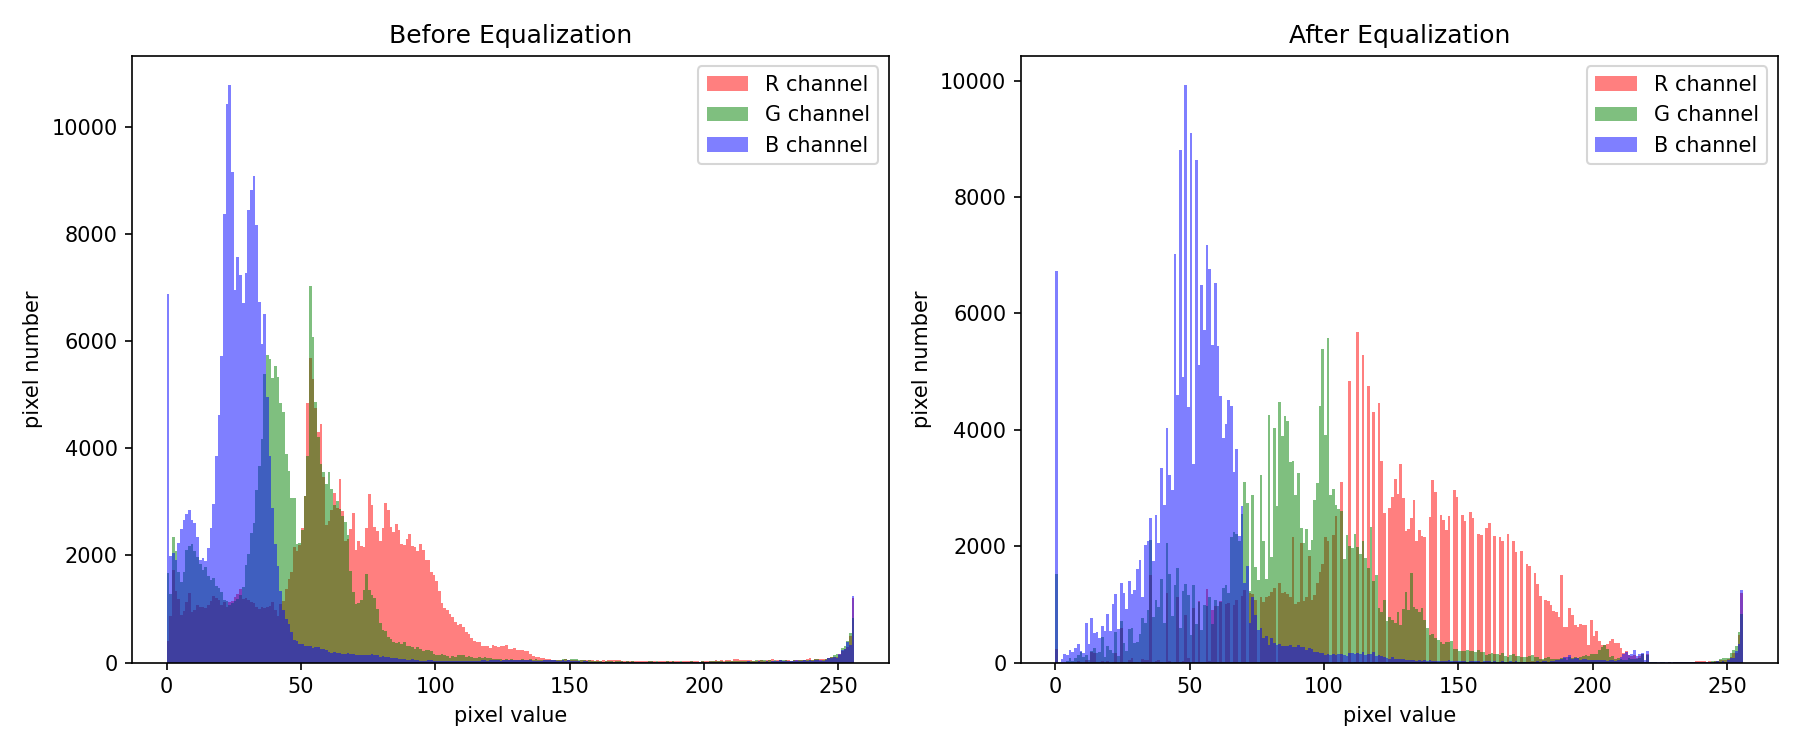 Before Equalization
R channel
G channel
B channel
10000
8000
6000
4000
2000
0
pixel number
0 50 100 150 200 250
pixel value
After Equalization
R channel
G channel
B channel
10000
8000
6000
4000
2000
0
pixel number
0 50 100 150 200 250
pixel value